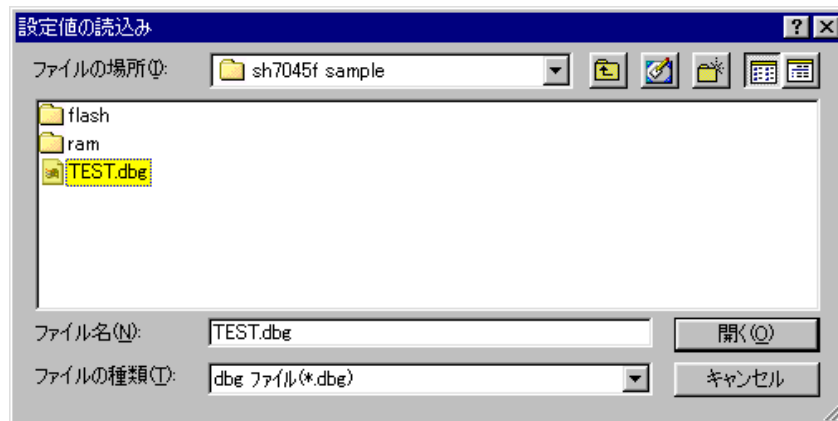 設定値の読込み
ファイルの場所(I): sh7045f sample
flash
ram
TEST.dbg
ファイル名(N): TEST.dbg 開く(O)
ファイルの種類(T): dbg ファイル(*.dbg) キャンセル